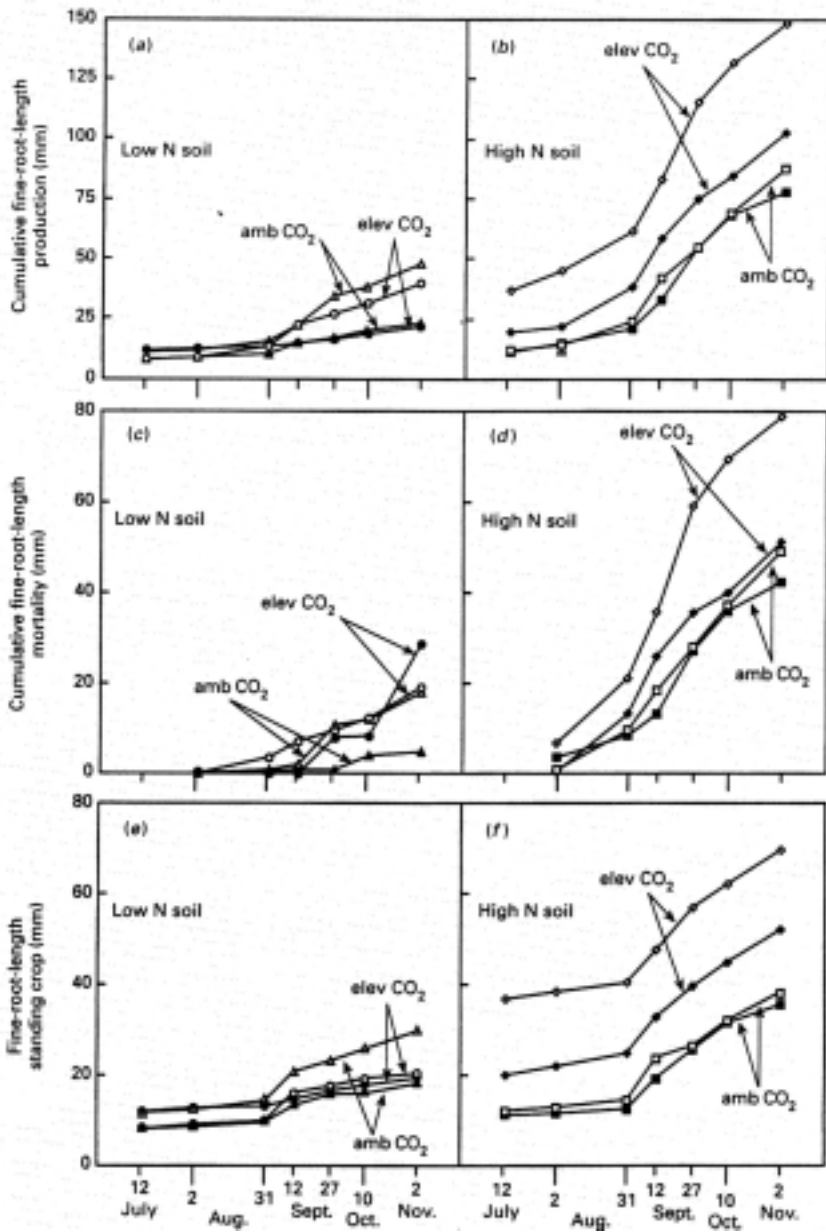 150
125
100
75
50
25
0
Cumulative fine-root-length
production (mm)
(a)
Low N soil
amb CO2
elev CO2
(b)
elev CO2
High N soil
amb CO2
80
60
40
20
0
Cumulative fine-root-length
mortality (mm)
(c)
Low N soil
elev CO2
amb CO2
(d)
elev CO2
High N soil
amb CO2
80
60
40
20
0
Fine-root-length
standing crop (mm)
(e)
Low N soil
elev CO2
amb CO2
(f)
elev CO2
High N soil
amb CO2
12 2 31 12 27 10 2
July Aug. Sept. Oct. Nov.
12 2 31 12 27 10 2
July Aug. Sept. Oct. Nov.